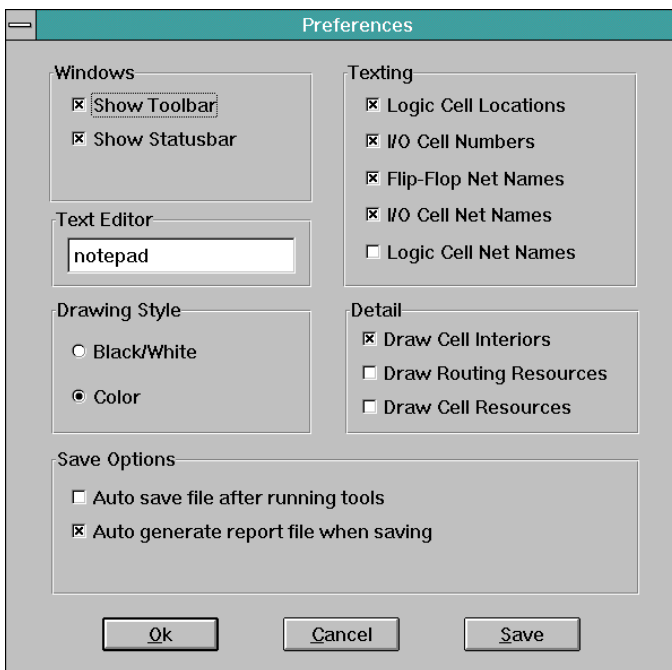 Preferences
Windows
Show Toolbar
Show Statusbar
Text Editor
notepad
Drawing Style
Black/White
Color
Texting
Logic Cell Locations
I/O Cell Numbers
Flip-Flop Net Names
I/O Cell Net Names
Logic Cell Net Names
Detail
Draw Cell Interiors
Draw Routing Resources
Draw Cell Resources
Save Options
Auto save file after running tools
Auto generate report file when saving
Ok
Cancel
Save